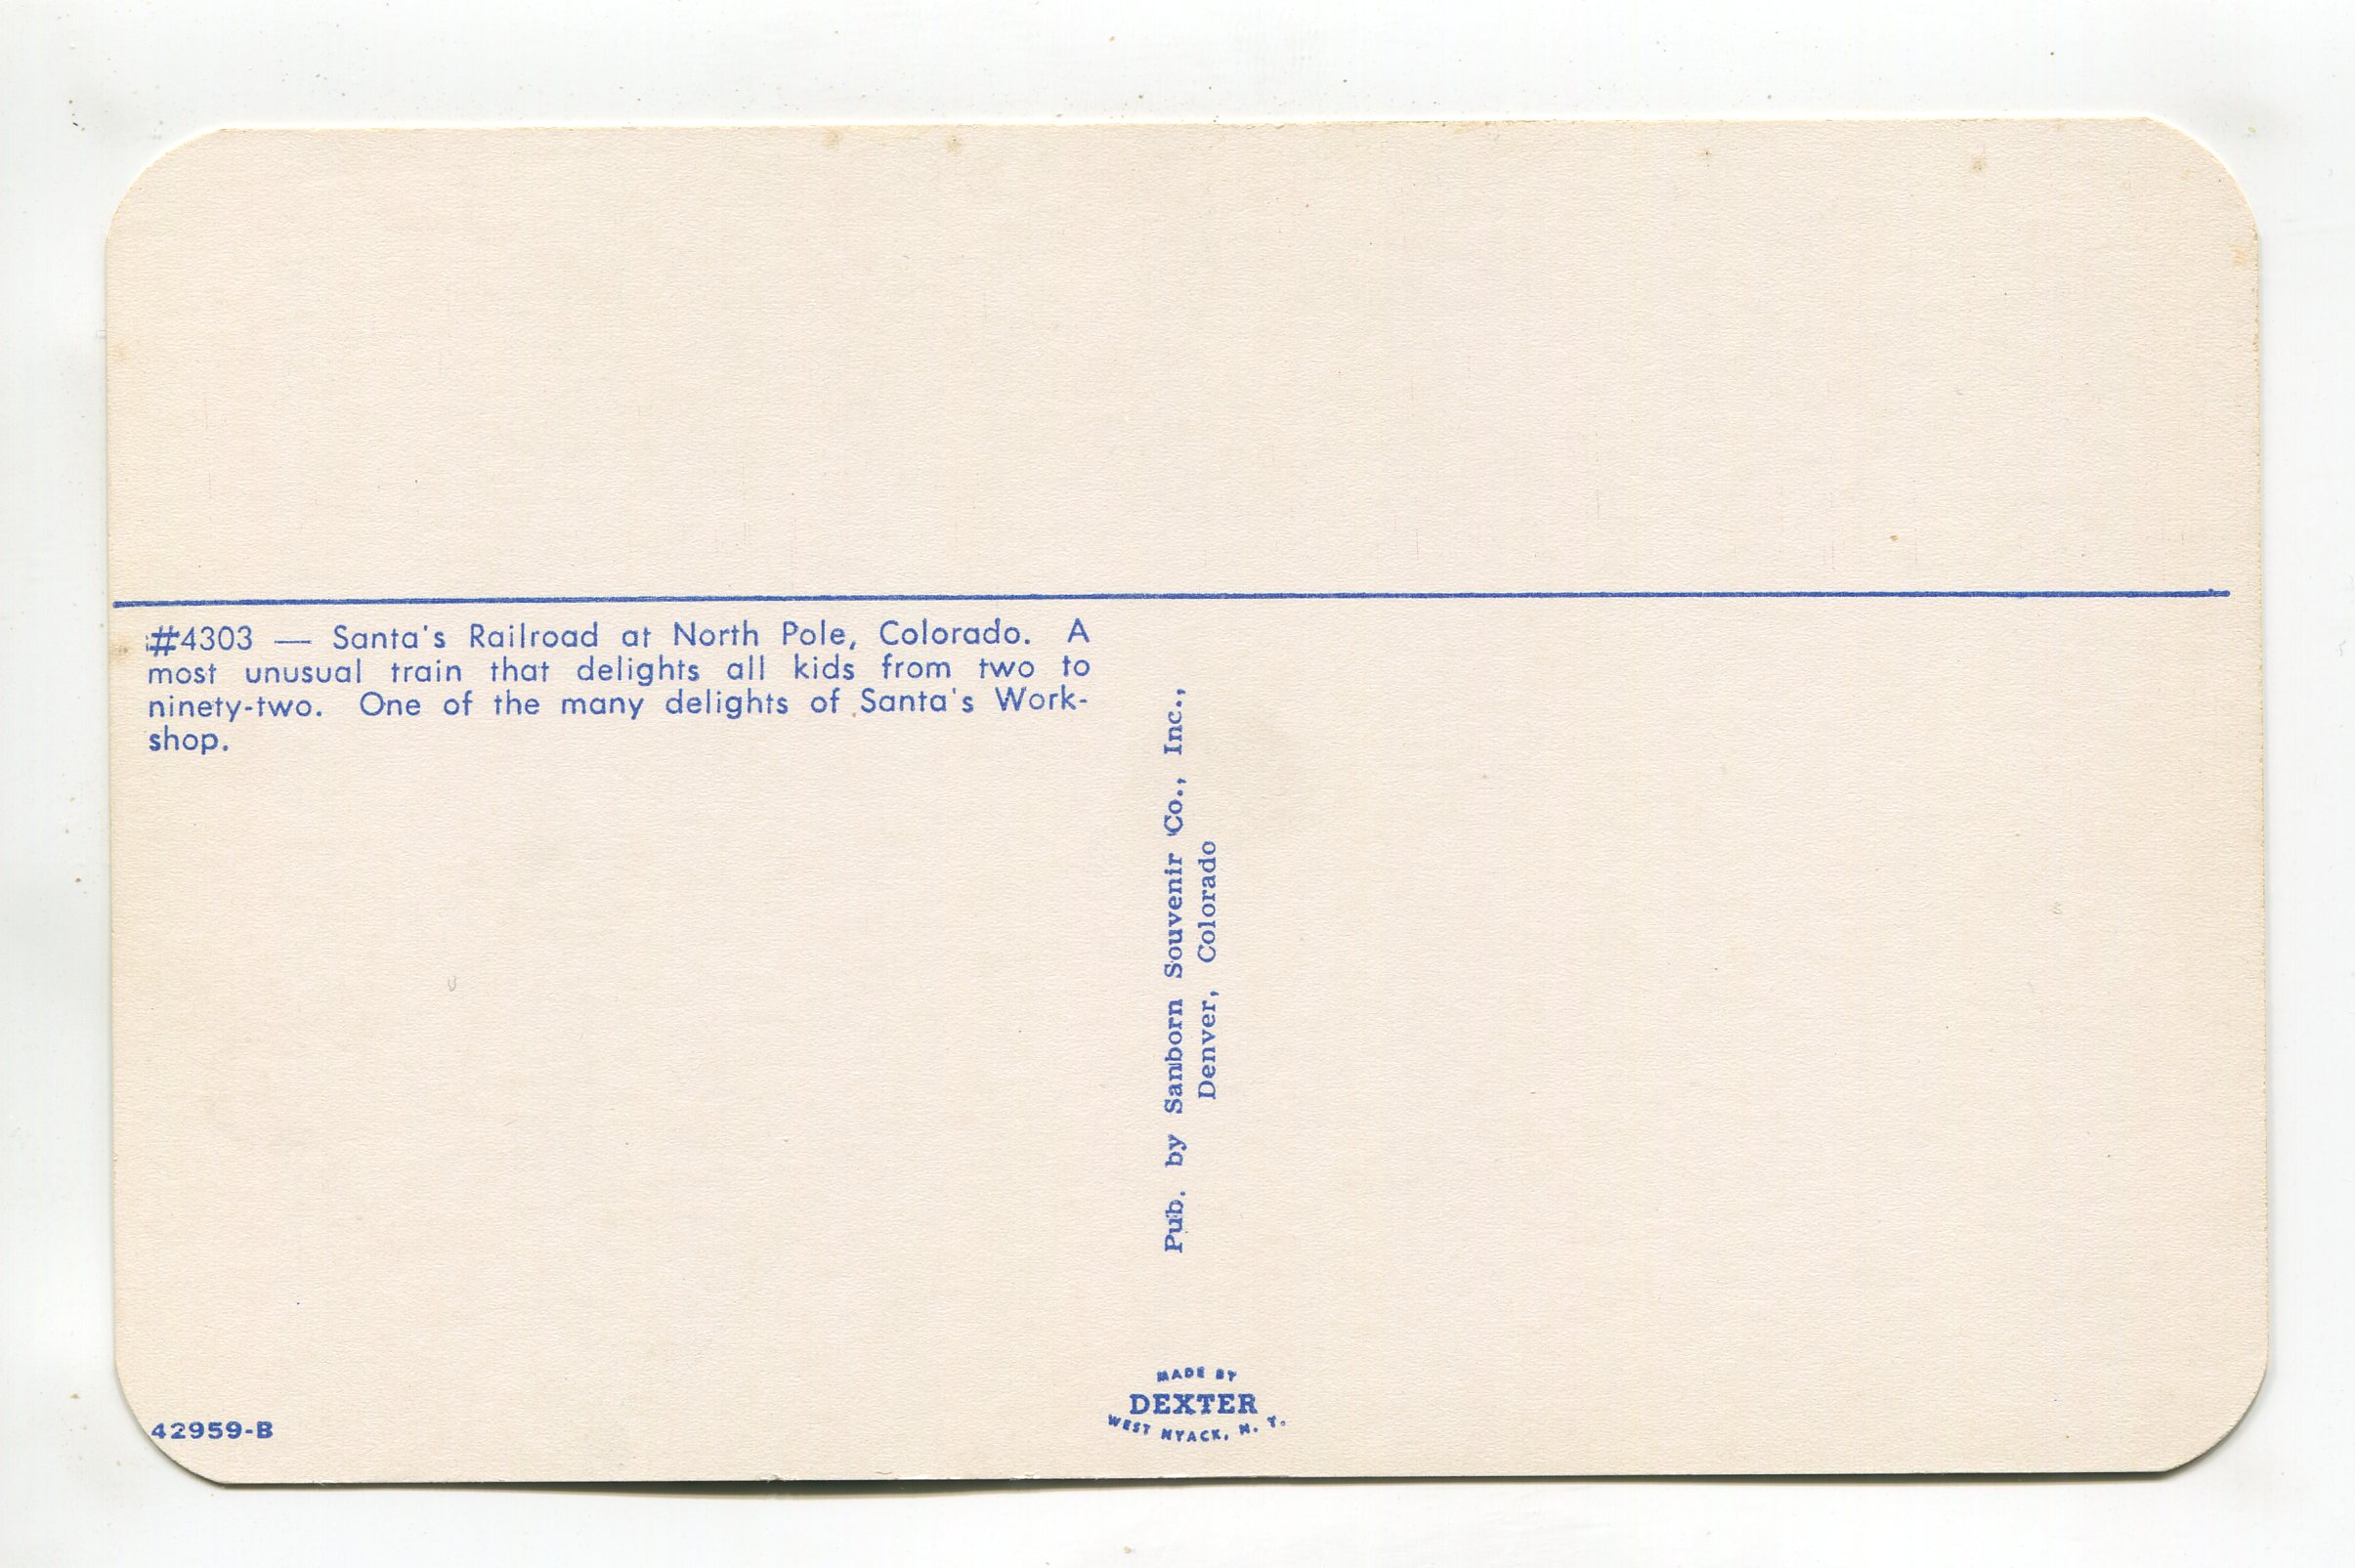 #4303 — Santa's Railroad at North Pole, Colorado. A
most unusual train that delights all kids from two to
ninety-two. One of the many delights of Santa's Work-
shop.
Pub. by Sanborn Souvenir Co., Inc.,
Denver, Colorado
MADE BY
DEXTER
WEST NYACK, N. Y.
42959-B